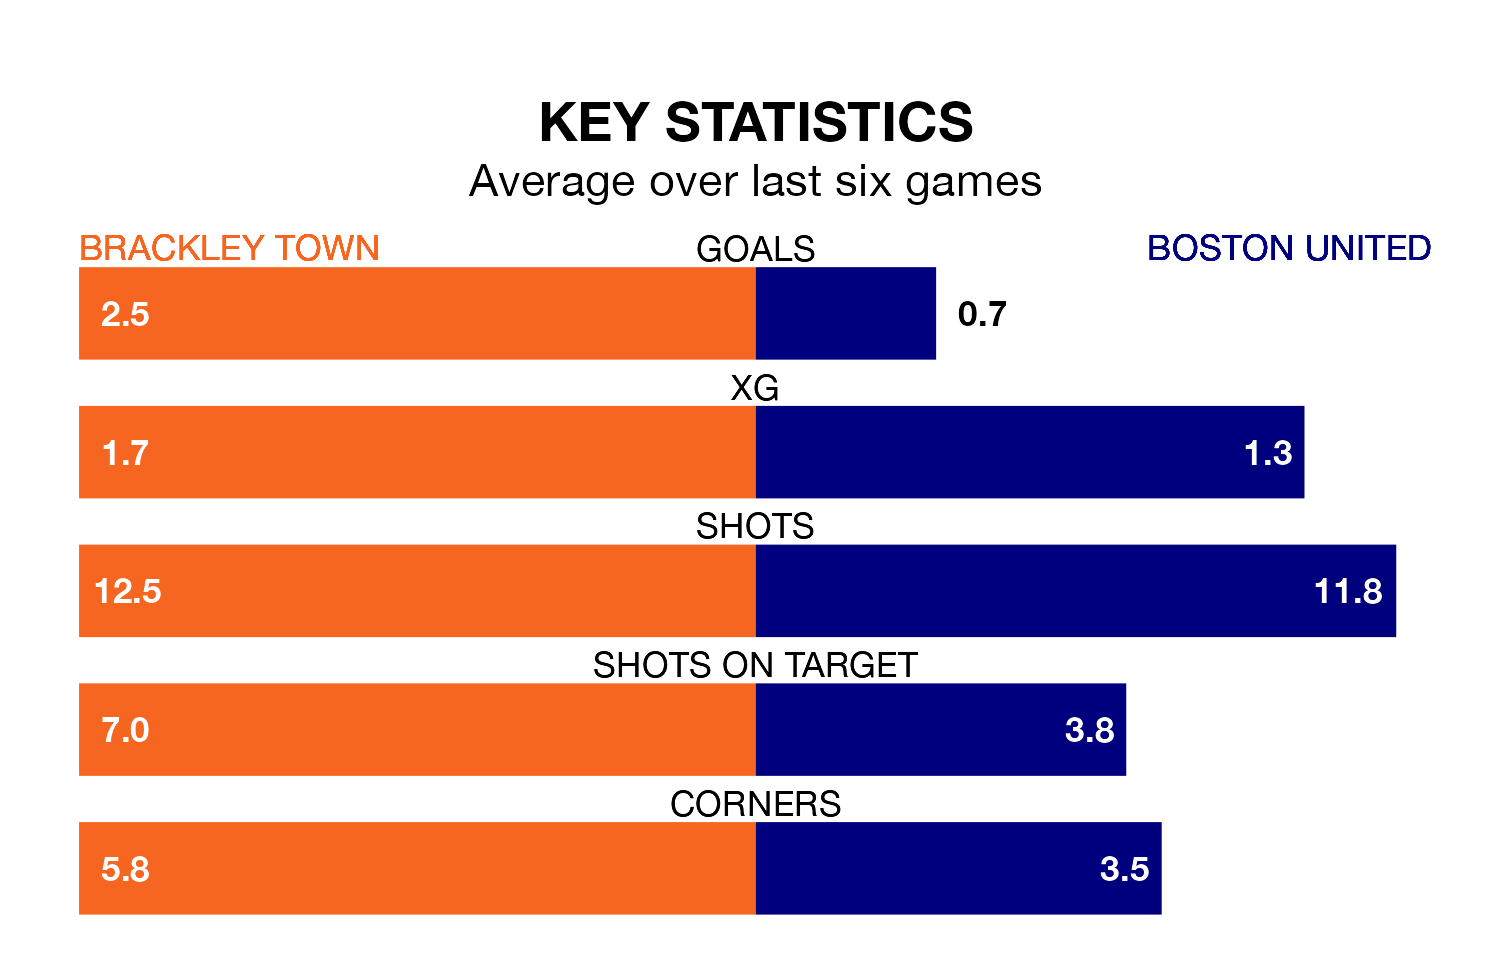 KEY STATISTICS
Average over last six games
BRACKLEY TOWN GOALS BOSTON UNITED
2.5 0.7
XG
1.7 1.3
SHOTS
12.5 11.8
SHOTS ON TARGET
7.0 3.8
CORNERS
5.8 3.5